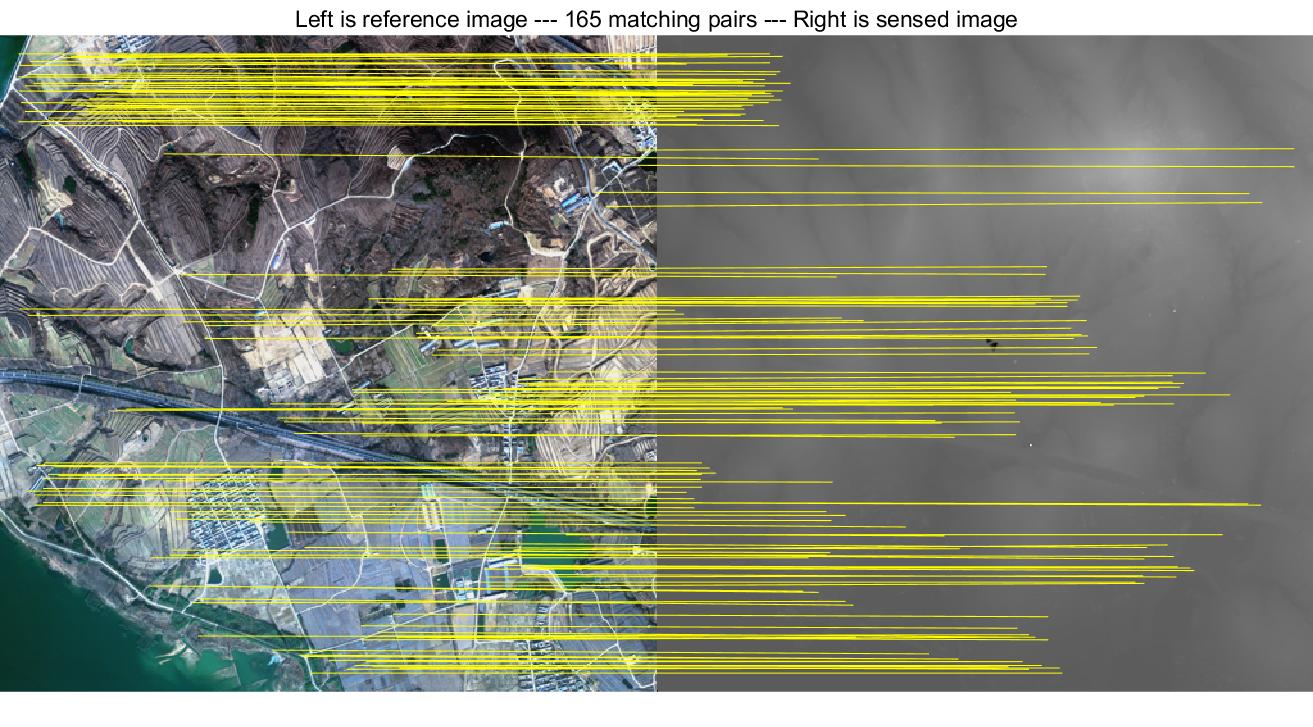 Left is reference image --- 165 matching pairs --- Right is sensed image